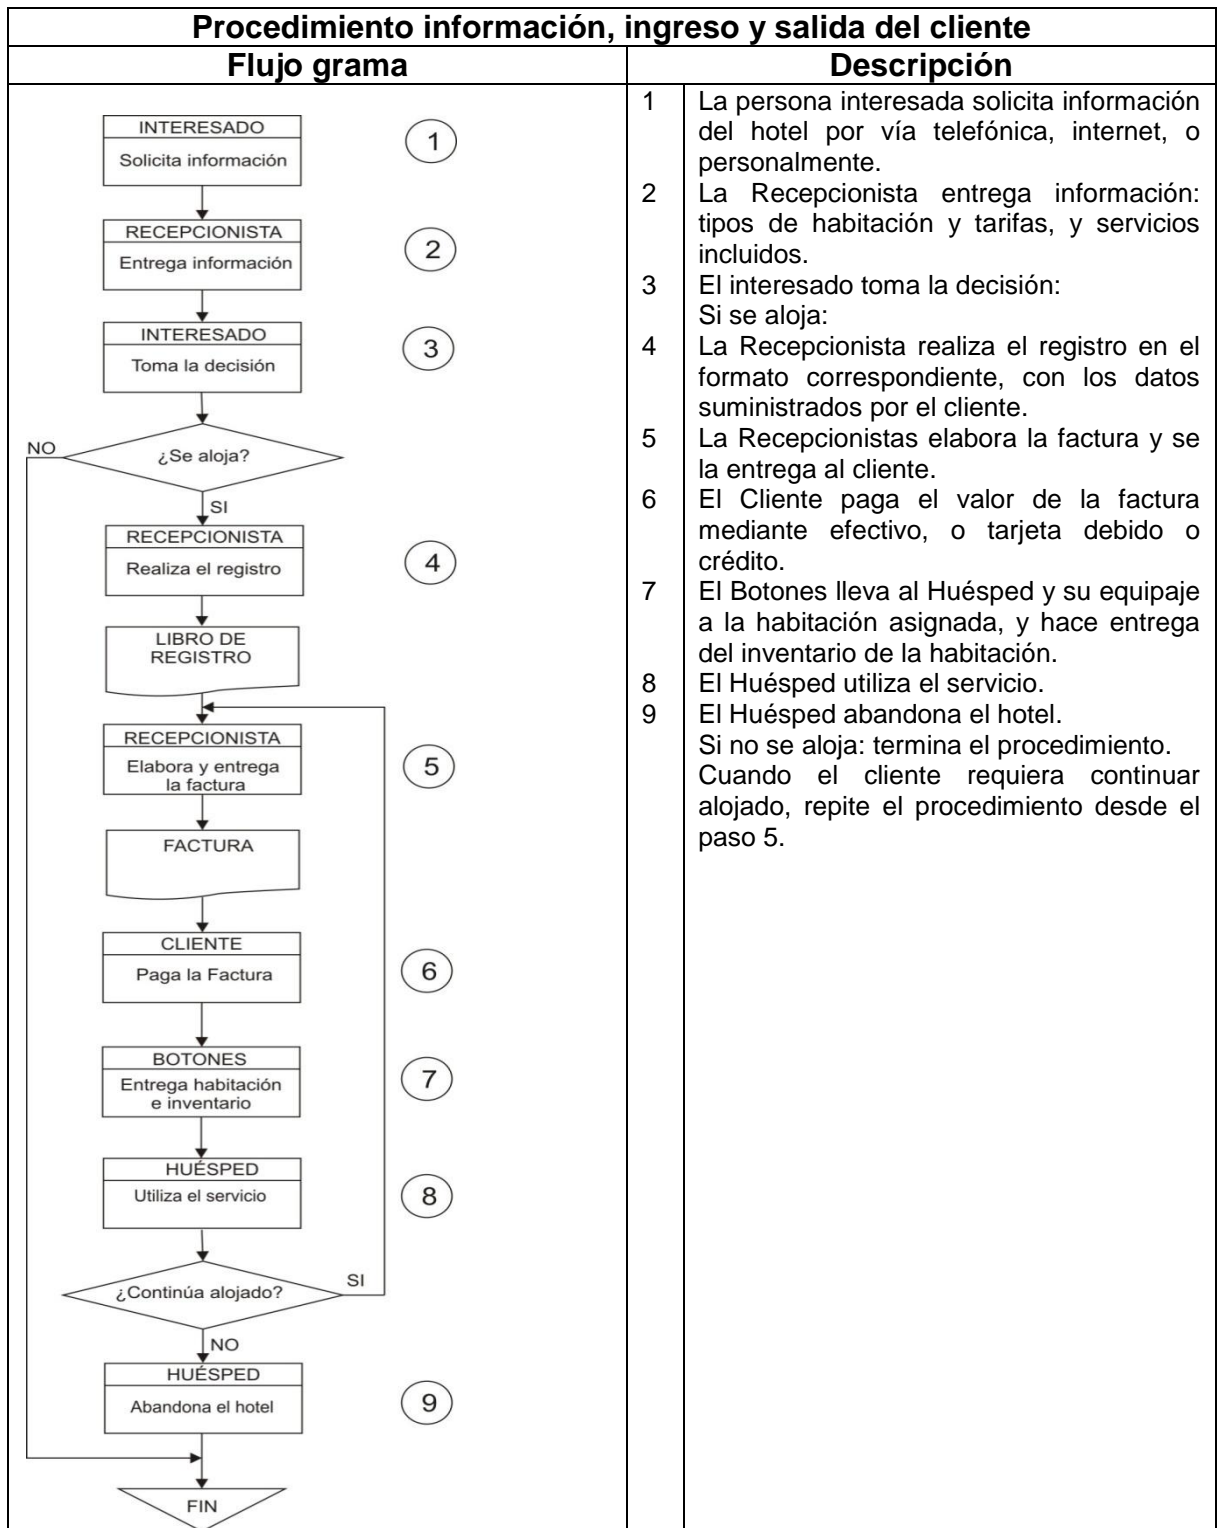 Procedimiento información, ingreso y salida del cliente
Flujo grama
Descripción
INTERESADO
Solicita información
1
RECEPCIONISTA
Entrega información
2
INTERESADO
Toma la decisión
3
NO
¿Se aloja?
SI
RECEPCIONISTA
Realiza el registro
4
LIBRO DE
REGISTRO
RECEPCIONISTA
Elabora y entrega
la factura
5
FACTURA
CLIENTE
Paga la Factura
6
BOTONES
Entrega habitación
e inventario
7
HUÉSPED
Utiliza el servicio
8
¿Continúa alojado?
SI
NO
HUÉSPED
Abandona el hotel
9
FIN
1 La persona interesada solicita información
del hotel por vía telefónica, internet, o
personalmente.
2 La Recepcionista entrega información:
tipos de habitación y tarifas, y servicios
incluidos.
3 El interesado toma la decisión:
Si se aloja:
4 La Recepcionista realiza el registro en el
formato correspondiente, con los datos
suministrados por el cliente.
5 La Recepcionistas elabora la factura y se
la entrega al cliente.
6 El Cliente paga el valor de la factura
mediante efectivo, o tarjeta debido o
crédito.
7 El Botones lleva al Huésped y su equipaje
a la habitación asignada, y hace entrega
del inventario de la habitación.
8 El Huésped utiliza el servicio.
9 El Huésped abandona el hotel.
Si no se aloja: termina el procedimiento.
Cuando el cliente requiera continuar
alojado, repite el procedimiento desde el
paso 5.